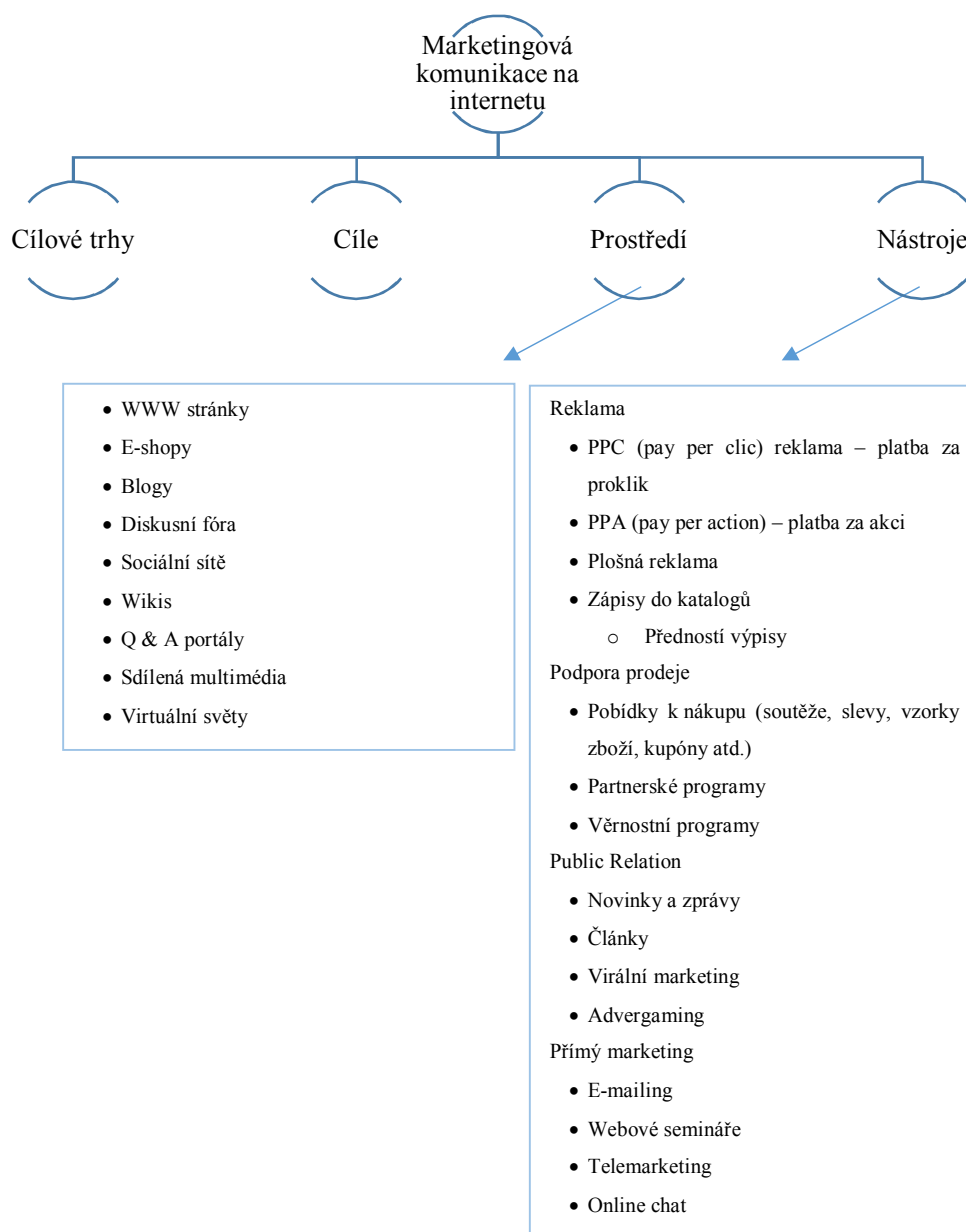 Marketingová
komunikace na
internetu
Cílové trhy
Cíle
Prostředí
Nástroje
• WWW stránky
• E-shopy
• Blogy
• Diskusní fóra
• Sociální sítě
• Wikis
• Q & A portály
• Sdílená multimédia
• Virtuální světy
Reklama
• PPC (pay per clic) reklama – platba za
proklik
• PPA (pay per action) – platba za akci
• Plošná reklama
• Zápisy do katalogů
o Předností výpisy
Podpora prodeje
• Pobídky k nákupu (soutěže, slevy, vzorky
zboží, kupóny atd.)
• Partnerské programy
• Věrnostní programy
Public Relation
• Novinky a zprávy
• Články
• Virální marketing
• Advergaming
Přímý marketing
• E-mailing
• Webové semináře
• Telemarketing
• Online chat